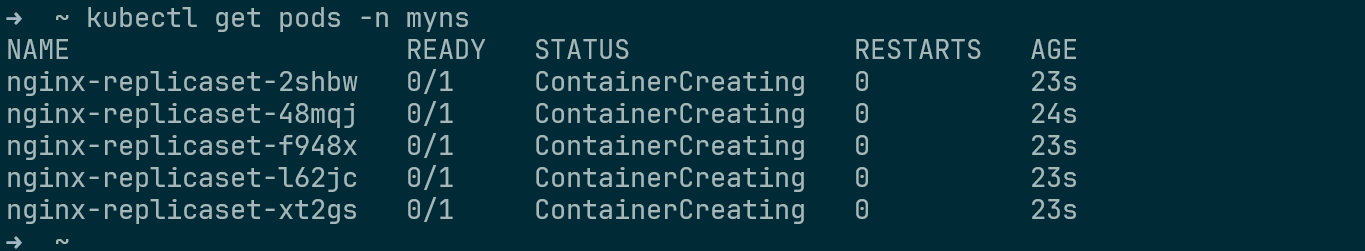 ➜  ~ kubectl get pods -n myns
NAME                     READY   STATUS              RESTARTS   AGE
nginx-replicaset-2shbw   0/1     ContainerCreating   0          23s
nginx-replicaset-48mqj   0/1     ContainerCreating   0          24s
nginx-replicaset-f948x   0/1     ContainerCreating   0          23s
nginx-replicaset-l62jc   0/1     ContainerCreating   0          23s
nginx-replicaset-xt2gs   0/1     ContainerCreating   0          23s
➜  ~